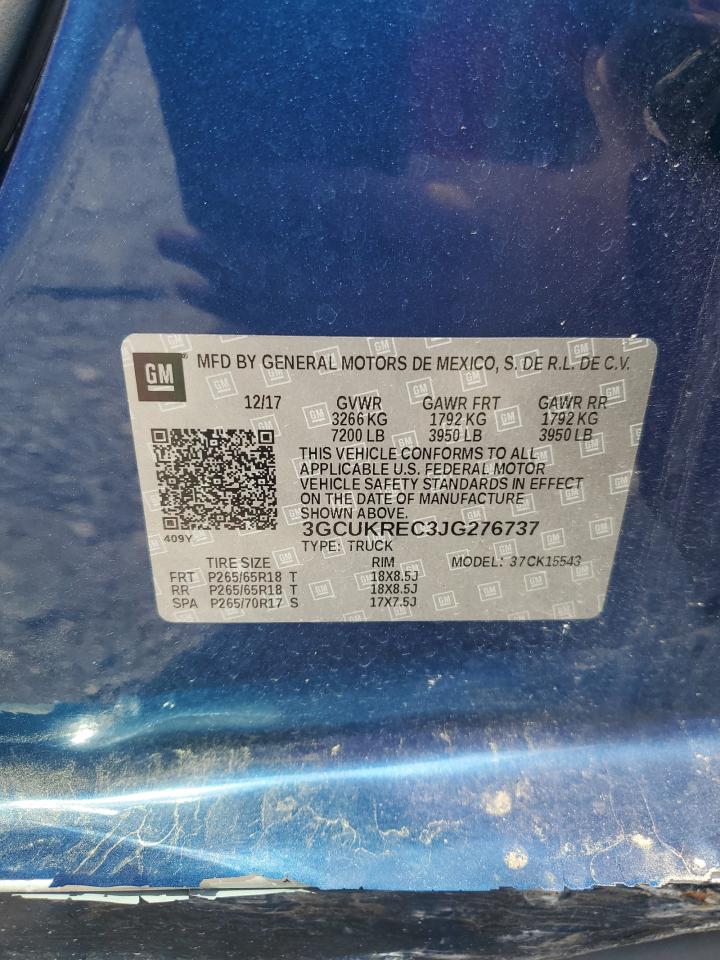 GM
MFD BY GENERAL MOTORS DE MEXICO, S. DE R.L. DE C.V.
12/17 GVWR GAWR FRT GAWR RR
3266 KG 1792 KG 1792 KG
7200 LB 3950 LB 3950 LB
THIS VEHICLE CONFORMS TO ALL
APPLICABLE U.S. FEDERAL MOTOR
VEHICLE SAFETY STANDARDS IN EFFECT
ON THE DATE OF MANUFACTURE
SHOWN ABOVE.
3GCUKREC3JG276737
409Y
TYPE: TRUCK
TIRE SIZE RIM MODEL: 37CK15543
FRT P265/65R18 T 18X8.5J
RR P265/65R18 T 18X8.5J
SPA P265/70R17 S 17X7.5J